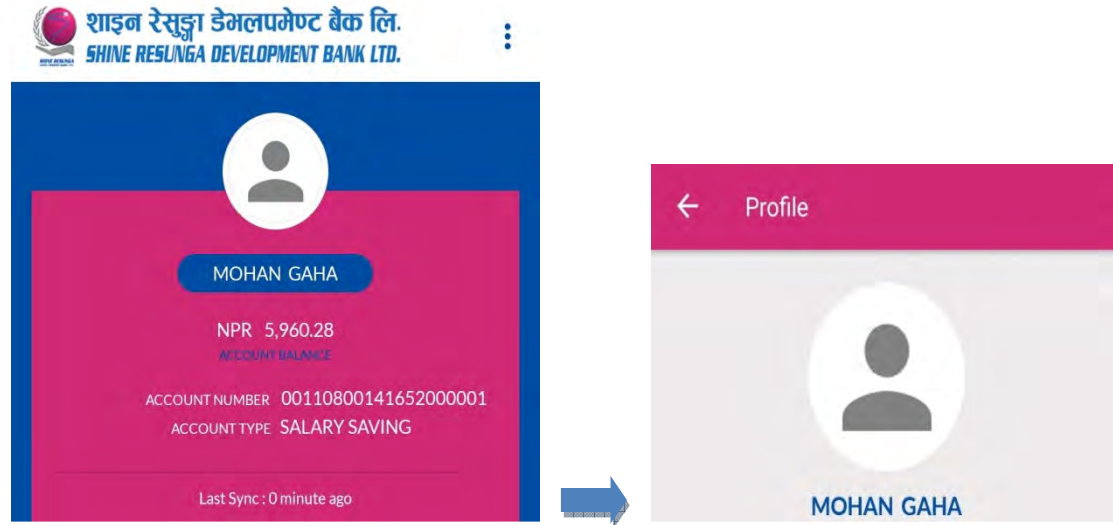 शाइन रेसुङ्गा डेभलपमेण्ट बैंक लि.
SHINE RESUNGA DEVELOPMENT BANK LTD.
MOHAN GAHA
NPR 5,960.28
ACCOUNT BALANCE
ACCOUNT NUMBER 00110800141652000001
ACCOUNT TYPE SALARY SAVING
Last Sync : 0 minute ago
Profile
MOHAN GAHA